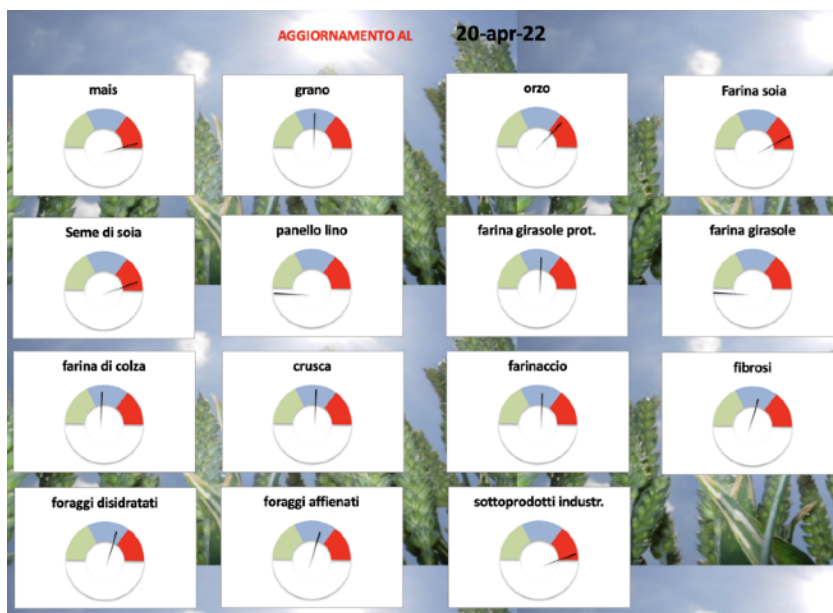 AGGIORNAMENTO AL 20-apr-22
mais
grano
orzo
Farina soia
Seme di soia
panello lino
farina girasole prot.
farina girasole
farina di colza
crusca
farinaccio
fibrosi
foraggi disidratati
foraggi affienati
sottoprodotti industr.